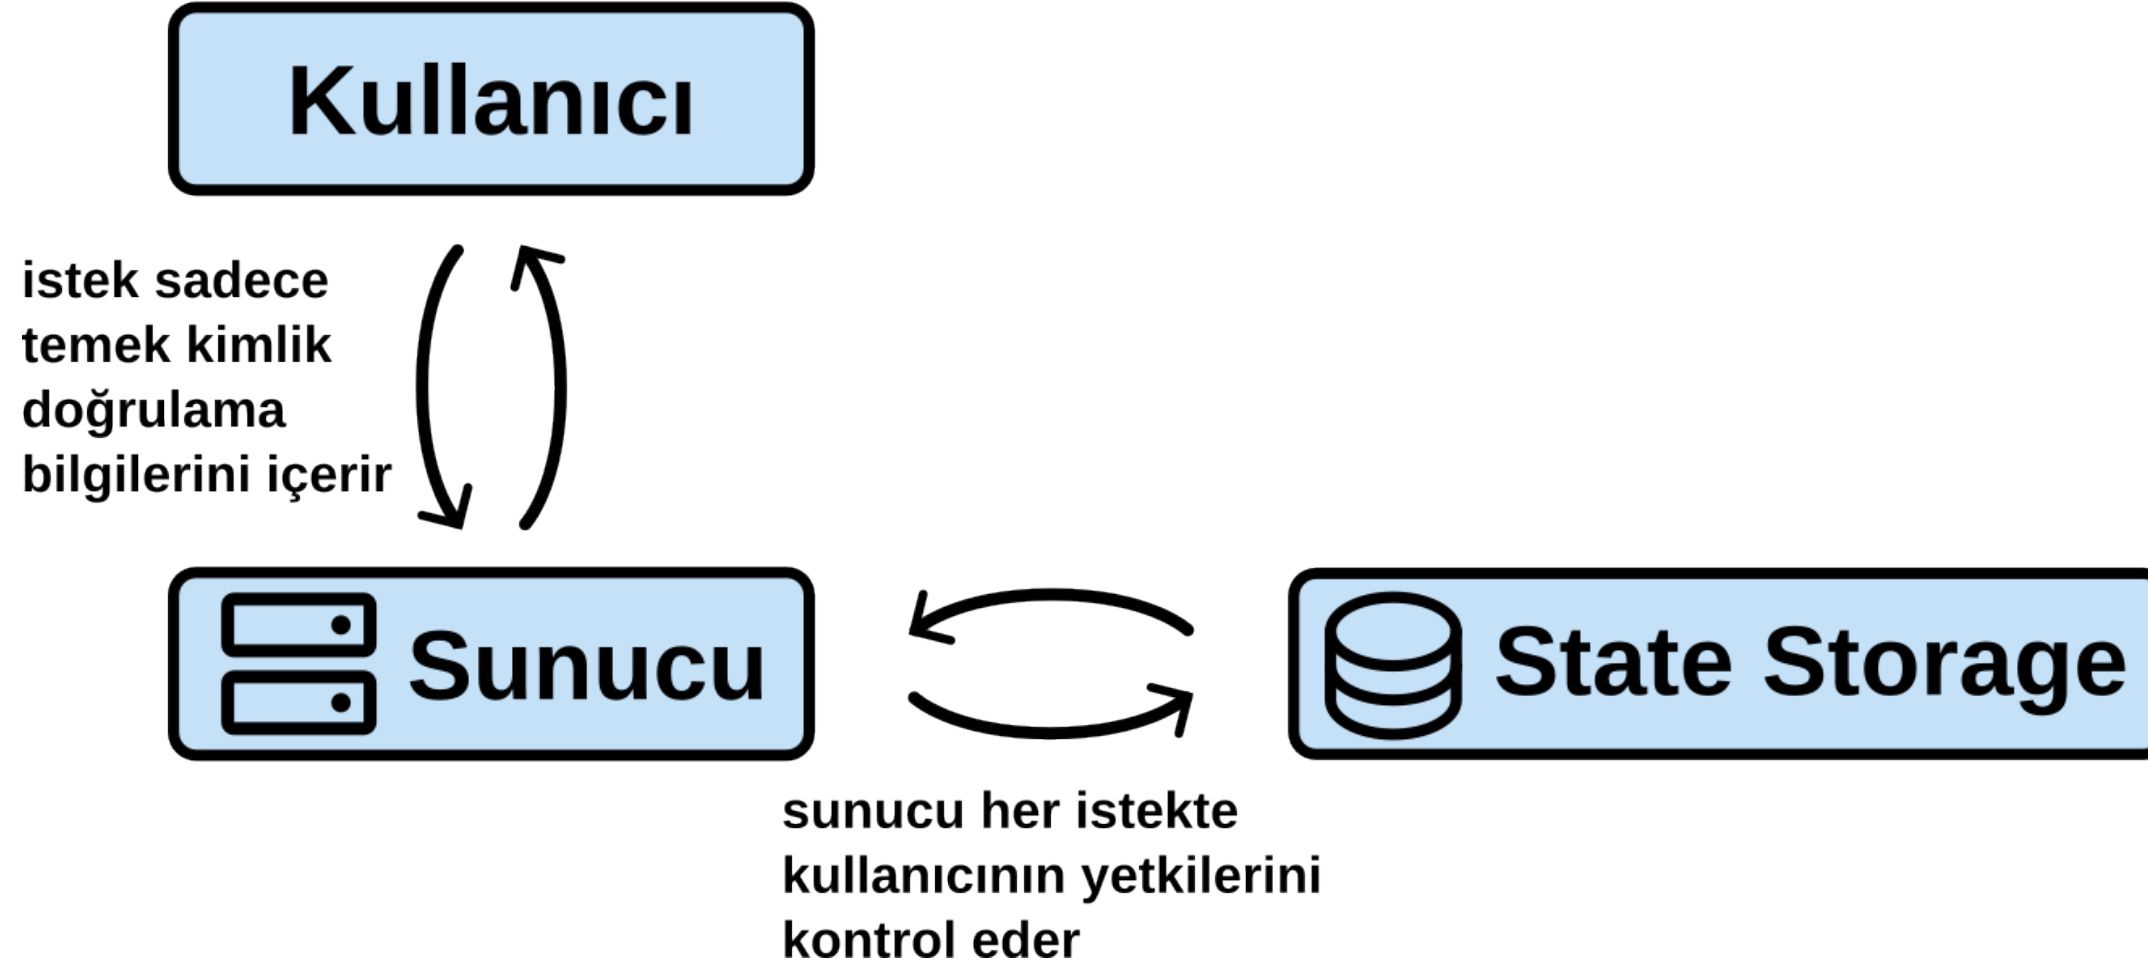 Kullanıcı
istek sadece
temek kimlik
doğrulama
bilgilerini içerir
Sunucu
State Storage
sunucu her istekte
kullanıcının yetkilerini
kontrol eder